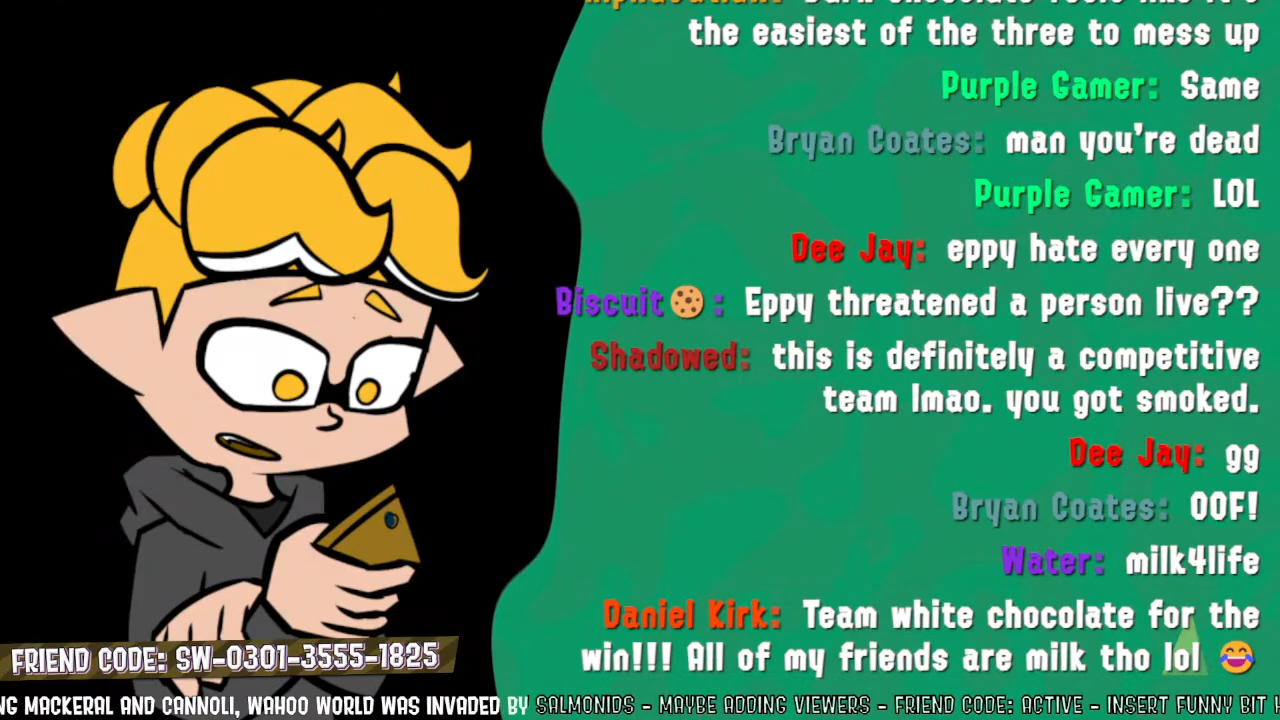 the easiest of the three to mess up
Purple Gamer: Same
Bryan Coates: man you're dead
Purple Gamer: LOL
Dee Jay: eppy hate every one
Biscuit🍪: Eppy threatened a person live??
Shadowed: this is definitely a competitive
team lmao. you got smoked.
Dee Jay: gg
Bryan Coates: OOF!
Water: milk4life
Daniel Kirk: Team white chocolate for the
win!!! All of my friends are milk tho lol 😂
FRIEND CODE: SW-0301-3555-1825
NG MACKERAL AND CANNOLI, WAHOO WORLD WAS INVADED BY SALMONIDS - MAYBE ADDING VIEWERS - FRIEND CODE: ACTIVE - INSERT FUNNY BIT